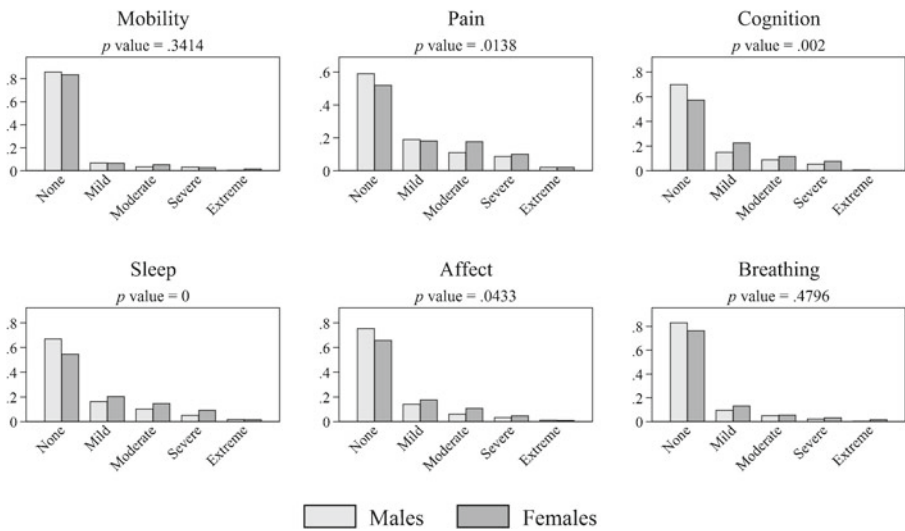 Mobility
p value = .3414
.8
.6
.4
.2
0
None
Mild
Moderate
Severe
Extreme
Pain
p value = .0138
.6
.4
.2
0
None
Mild
Moderate
Severe
Extreme
Cognition
p value = .002
.8
.6
.4
.2
0
None
Mild
Moderate
Severe
Extreme
Sleep
p value = 0
.8
.6
.4
.2
0
None
Mild
Moderate
Severe
Extreme
Affect
p value = .0433
.8
.6
.4
.2
0
None
Mild
Moderate
Severe
Extreme
Breathing
p value = .4796
.8
.6
.4
.2
0
None
Mild
Moderate
Severe
Extreme
Males Females